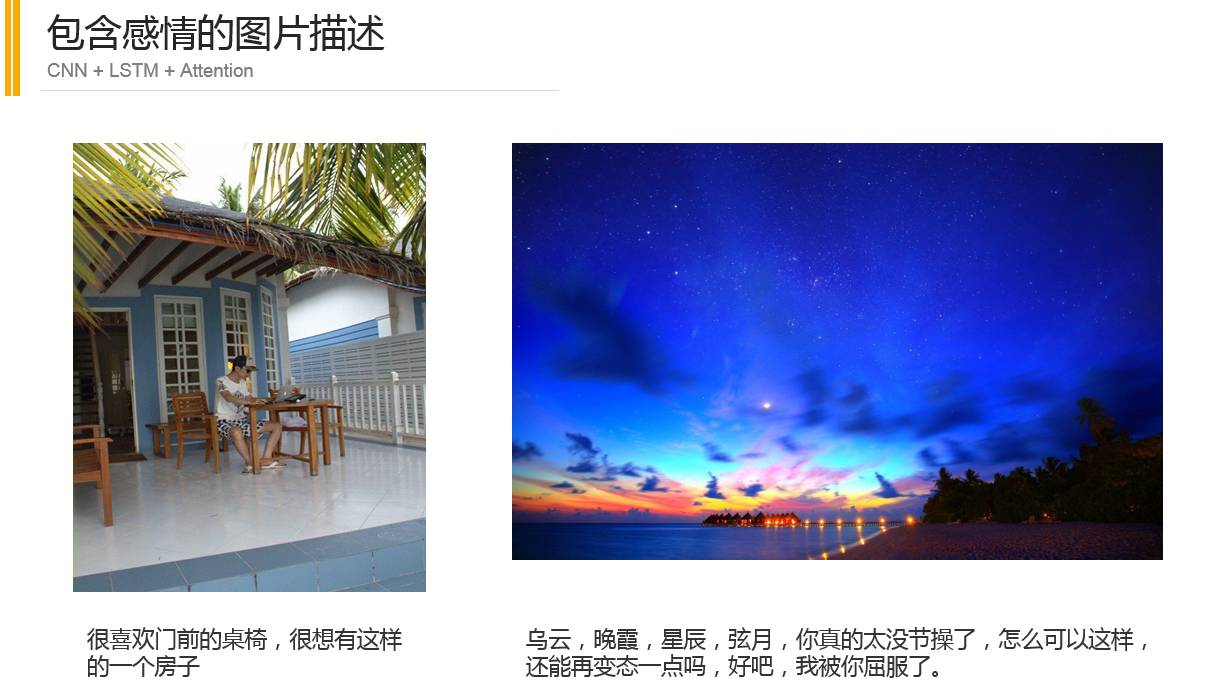 包含感情的图片描述
CNN + LSTM + Attention
很喜欢门前的桌椅，很想有这样
的一个房子
乌云，晚霞，星辰，弦月，你真的太没节操了，怎么可以这样，
还能再变态一点吗，好吧，我被你屈服了。